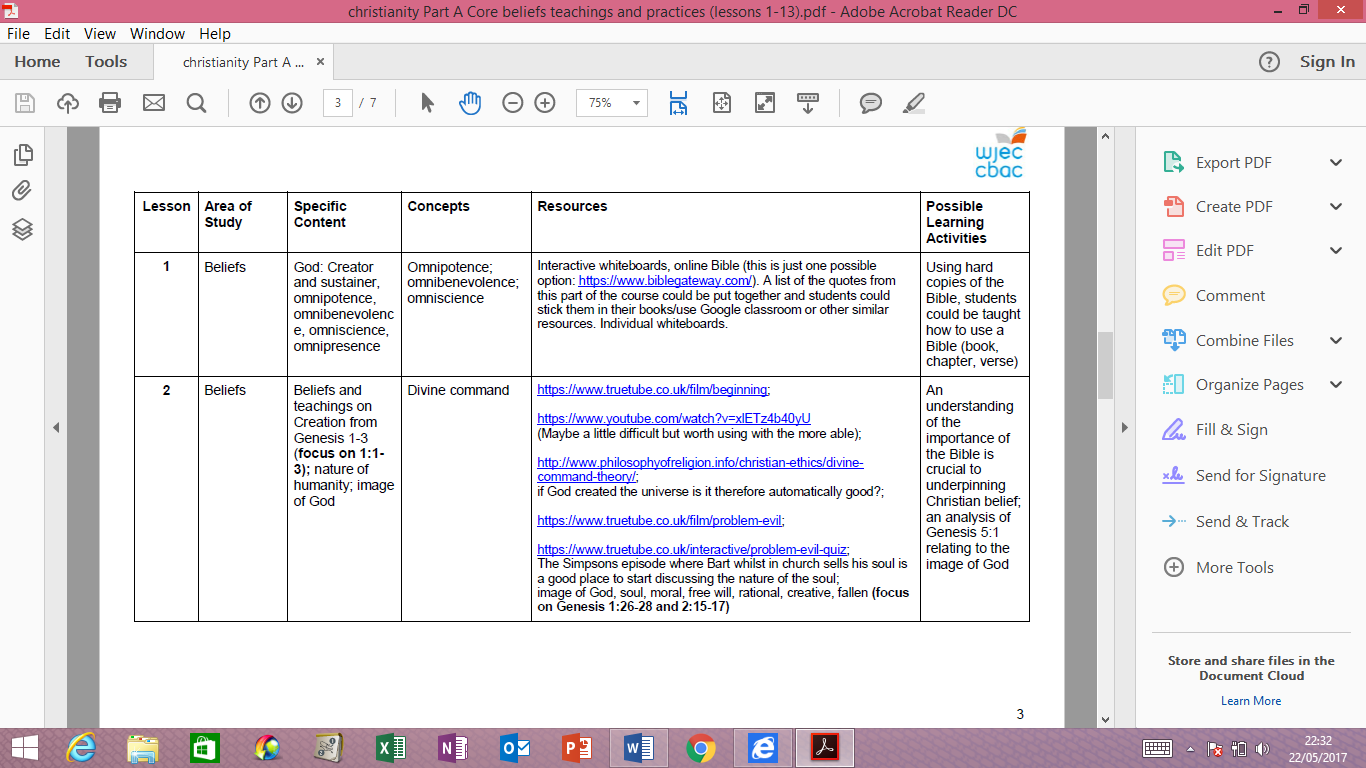 christianity Part A Core beliefs teachings and practices (lessons 1-13).pdf - Adobe Acrobat Reader DC
File Edit View Window Help
Home Tools christianity Part A ... × Sign In
3 / 7 75%
wjec
cbac
Lesson
Area of
Study
Specific
Content
Concepts
Resources
Possible
Learning
Activities
1
Beliefs
God: Creator
and sustainer,
omnipotence,
omnibenevolenc
e, omniscience,
omnipresence
Omnipotence;
omnibenevolence;
omniscience
Interactive whiteboards, online Bible (this is just one possible
option: https://www.biblegateway.com/). A list of the quotes from
this part of the course could be put together and students could
stick them in their books/use Google classroom or other similar
resources. Individual whiteboards.
Using hard
copies of the
Bible, students
could be taught
how to use a
Bible (book,
chapter, verse)
2
Beliefs
Beliefs and
teachings on
Creation from
Genesis 1-3
(focus on 1:1-
3); nature of
humanity; image
of God
Divine command
https://www.truetube.co.uk/film/beginning;
https://www.youtube.com/watch?v=xlETz4b40yU
(Maybe a little difficult but worth using with the more able);
http://www.philosophyofreligion.info/christian-ethics/divine-
command-theory/;
if God created the universe is it therefore automatically good?;
https://www.truetube.co.uk/film/problem-evil;
https://www.truetube.co.uk/interactive/problem-evil-quiz;
The Simpsons episode where Bart whilst in church sells his soul is
a good place to start discussing the nature of the soul;
image of God, soul, moral, free will, rational, creative, fallen (focus
on Genesis 1:26-28 and 2:15-17)
An
understanding
of the
importance of
the Bible is
crucial to
underpinning
Christian belief;
an analysis of
Genesis 5:1
relating to the
image of God
3
Export PDF
Create PDF
Edit PDF
Comment
Combine Files
Organize Pages
Fill & Sign
Send for Signature
Send & Track
More Tools
Store and share files in the
Document Cloud
Learn More
22:32
22/05/2017